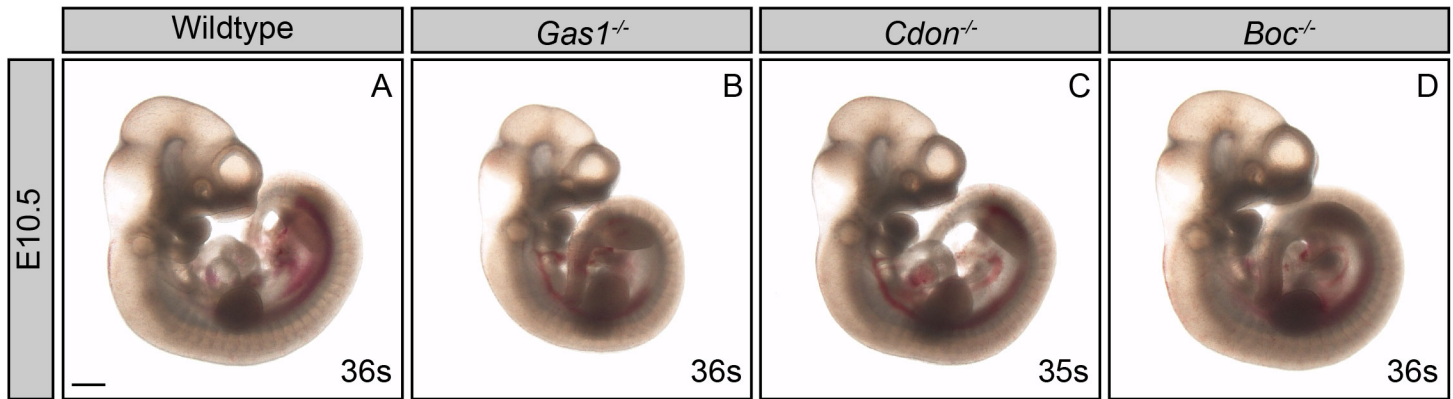 Wildtype
Gas1-/-
Cdon-/-
Boc-/-
E10.5
A
B
C
D
36s
36s
35s
36s